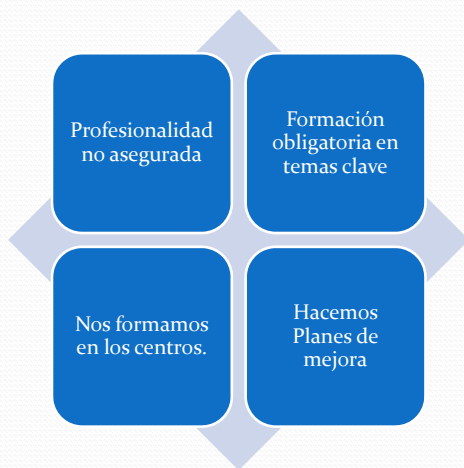 Profesionalidad
no asegurada
Formación
obligatoria en
temas clave
Nos formamos
en los centros.
Hacemos
Planes de
mejora